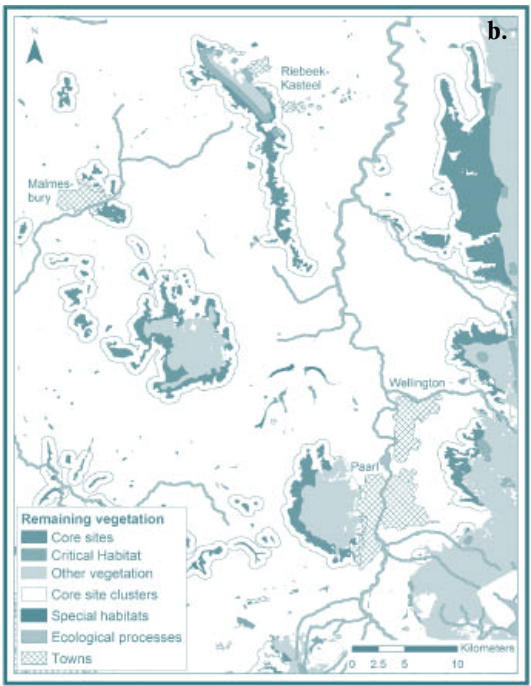 b.
N
Riebeek-
Kasteel
Malmes-
bury
Wellington
Paarl
Remaining vegetation
Core sites
Critical Habitat
Other vegetation
Core site clusters
Special habitats
Ecological processes
Towns
Kilometers
0 2.5 5 10